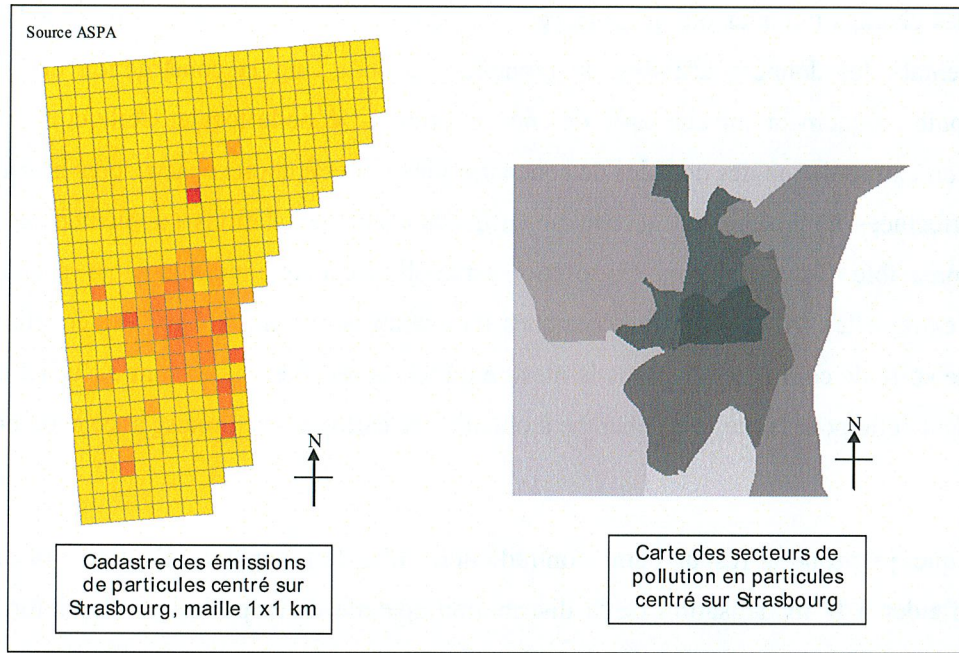 Source ASPA
N
N
Cadastre des émissions
de particules centré sur
Strasbourg, maille 1x1 km
Carte des secteurs de
pollution en particules
centré sur Strasbourg